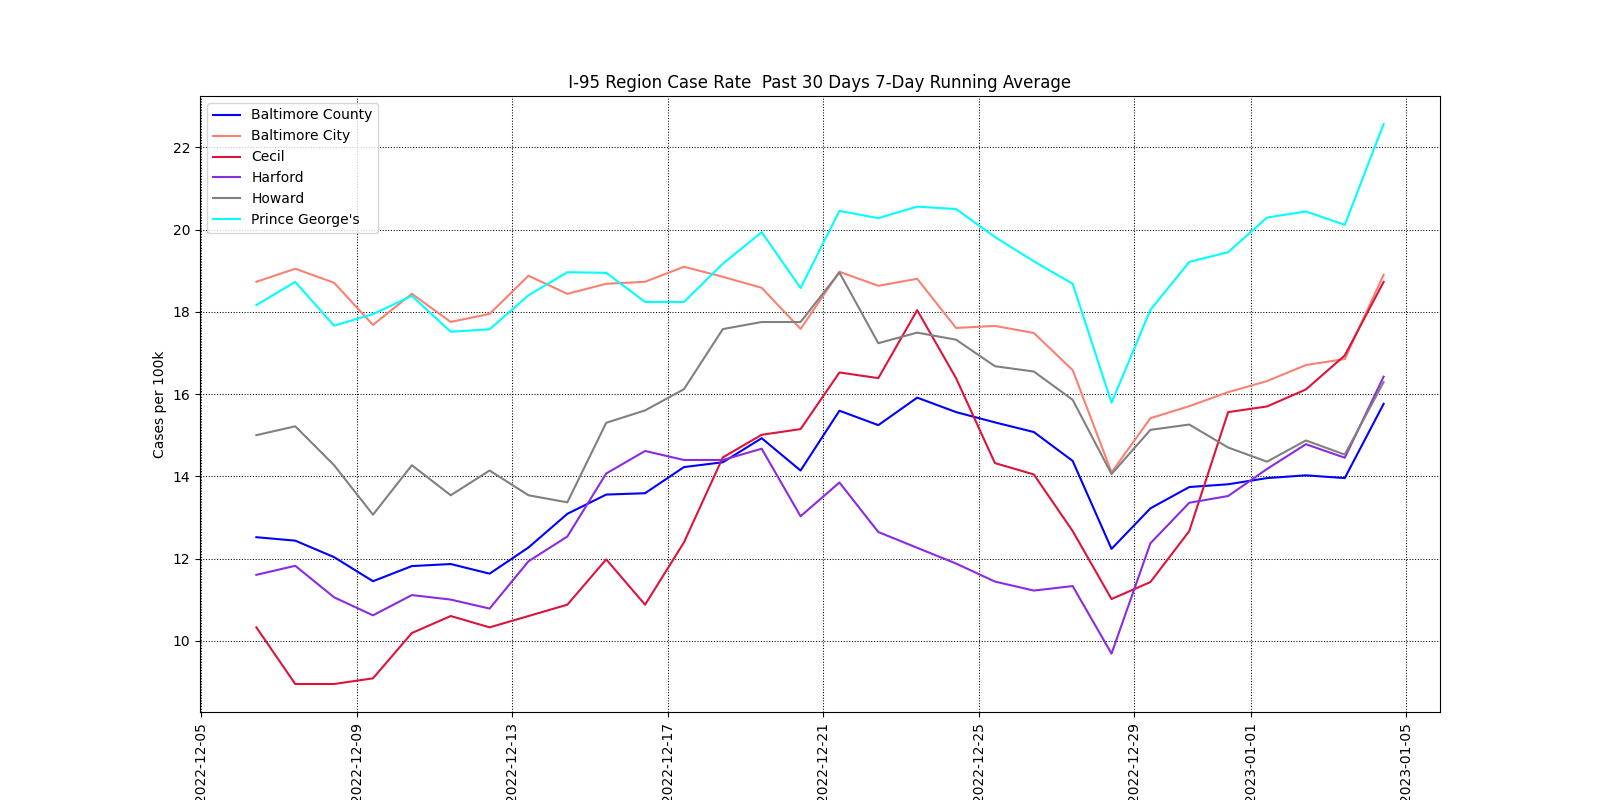 I-95 Region Case Rate  Past 30 Days 7-Day Running Average
Baltimore County
Baltimore City
Cecil
Harford
Howard
Prince George's
Cases per 100k
22
20
18
16
14
12
10
2022-12-05
2022-12-09
2022-12-13
2022-12-17
2022-12-21
2022-12-25
2022-12-29
2023-01-01
2023-01-05